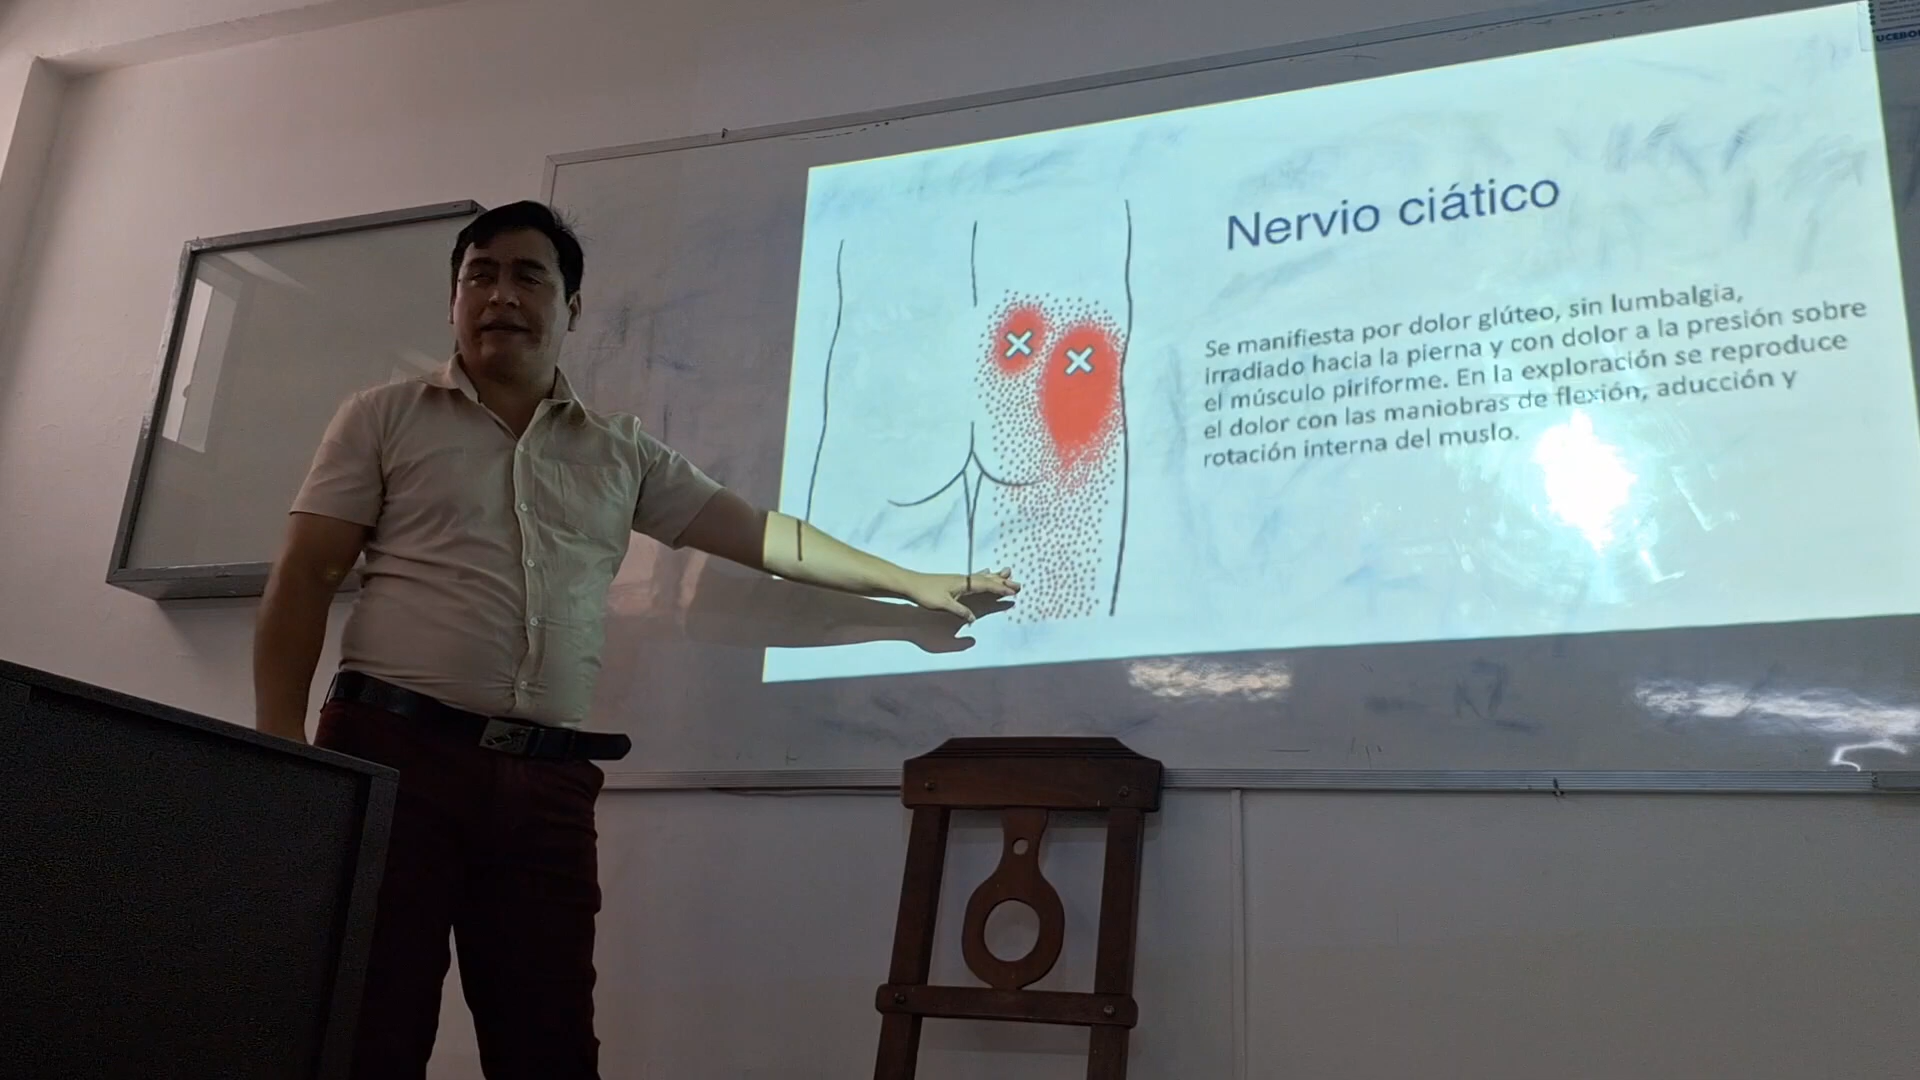 Nervio ciático
Se manifiesta por dolor glúteo, sin lumbalgia,
irradiado hacia la pierna y con dolor a la presión sobre
el músculo piriforme. En la exploración se reproduce
el dolor con las maniobras de flexión, aducción y
rotación interna del muslo.